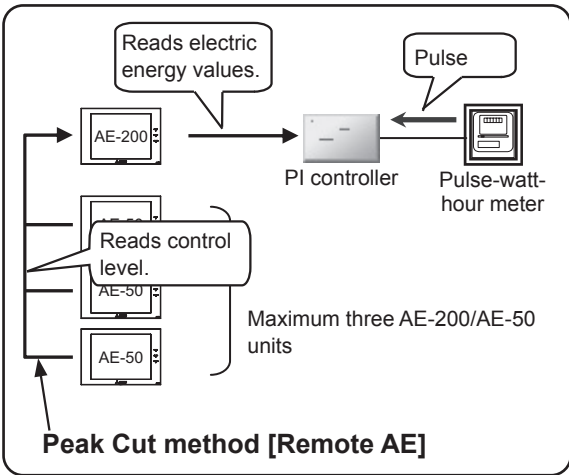 Reads electric
energy values.
Pulse
AE-200
PI controller
Pulse-watt-
hour meter
Reads control
level.
AE-50
Maximum three AE-200/AE-50
units
AE-50
Peak Cut method [Remote AE]